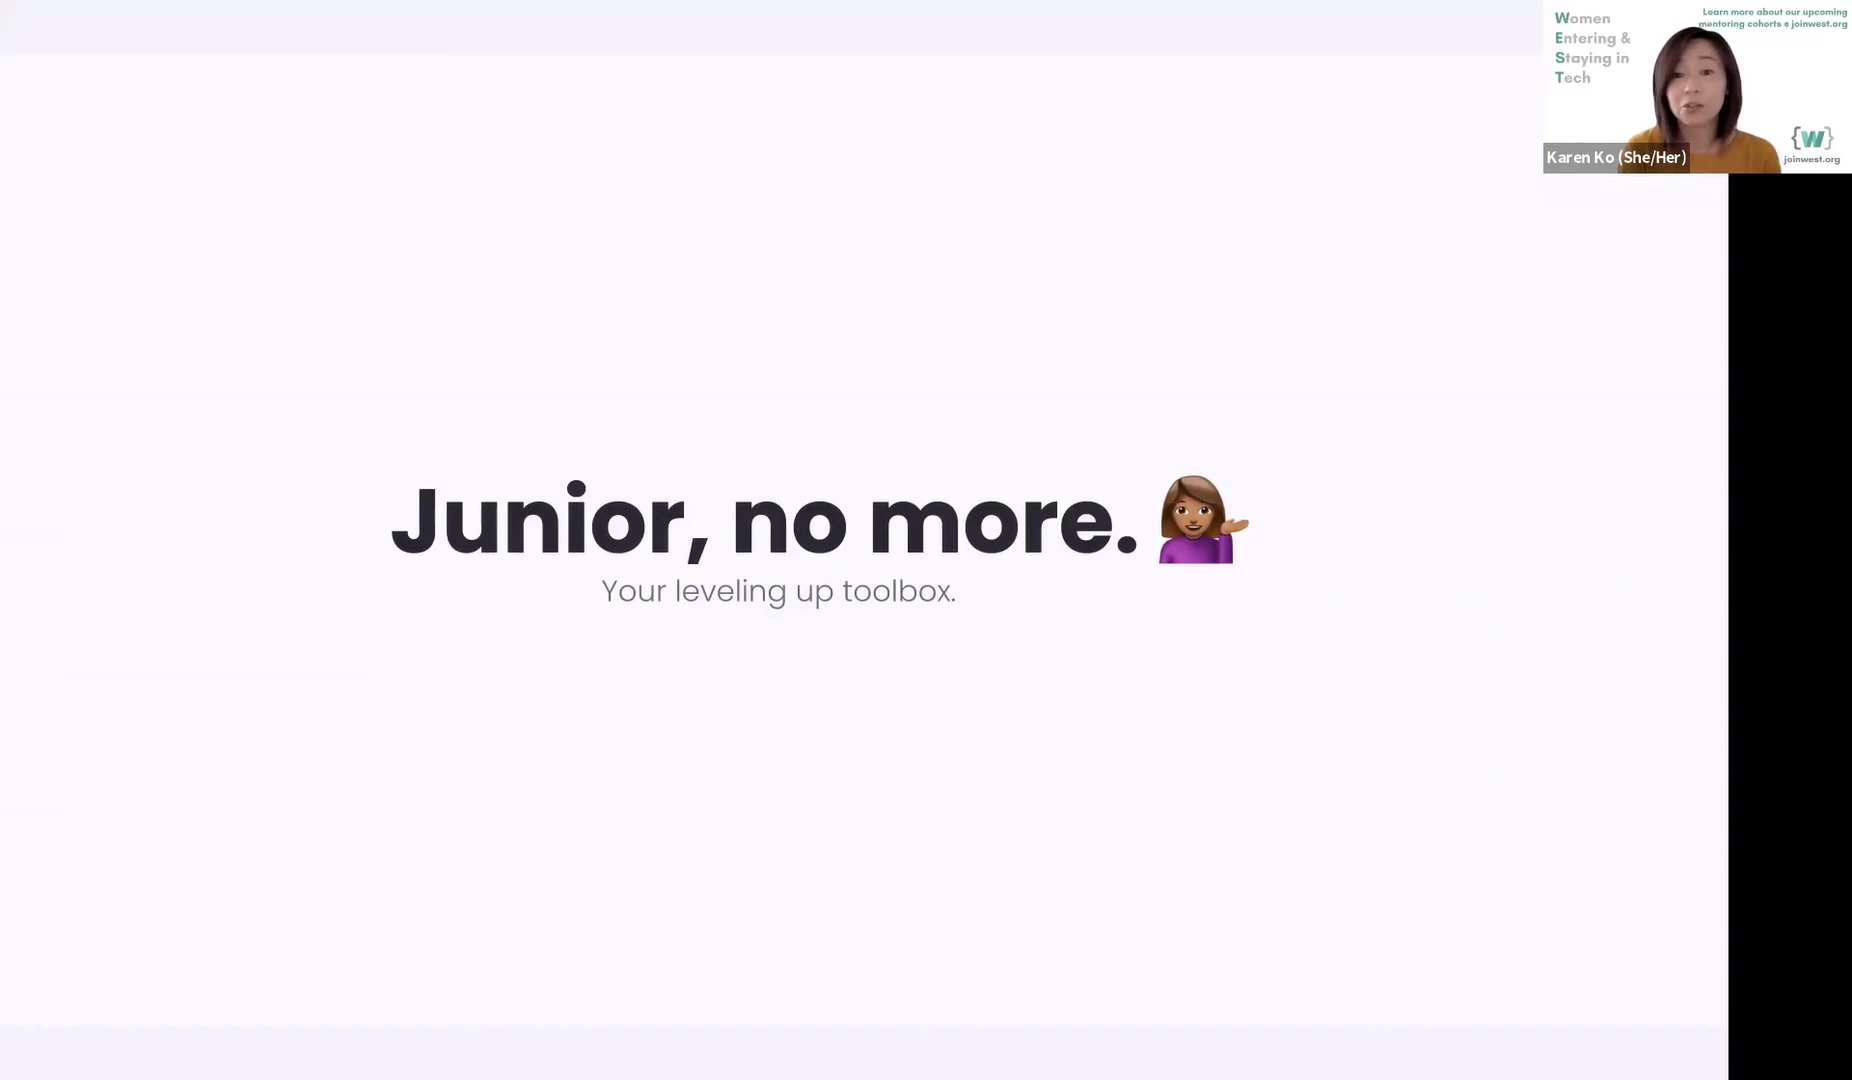 Women
Entering &
Staying in
Tech
Learn more about our upcoming
mentoring cohorts @ joinwest.org
{W}
joinwest.org
Karen Ko (She/Her)
Junior, no more.
Your leveling up toolbox.